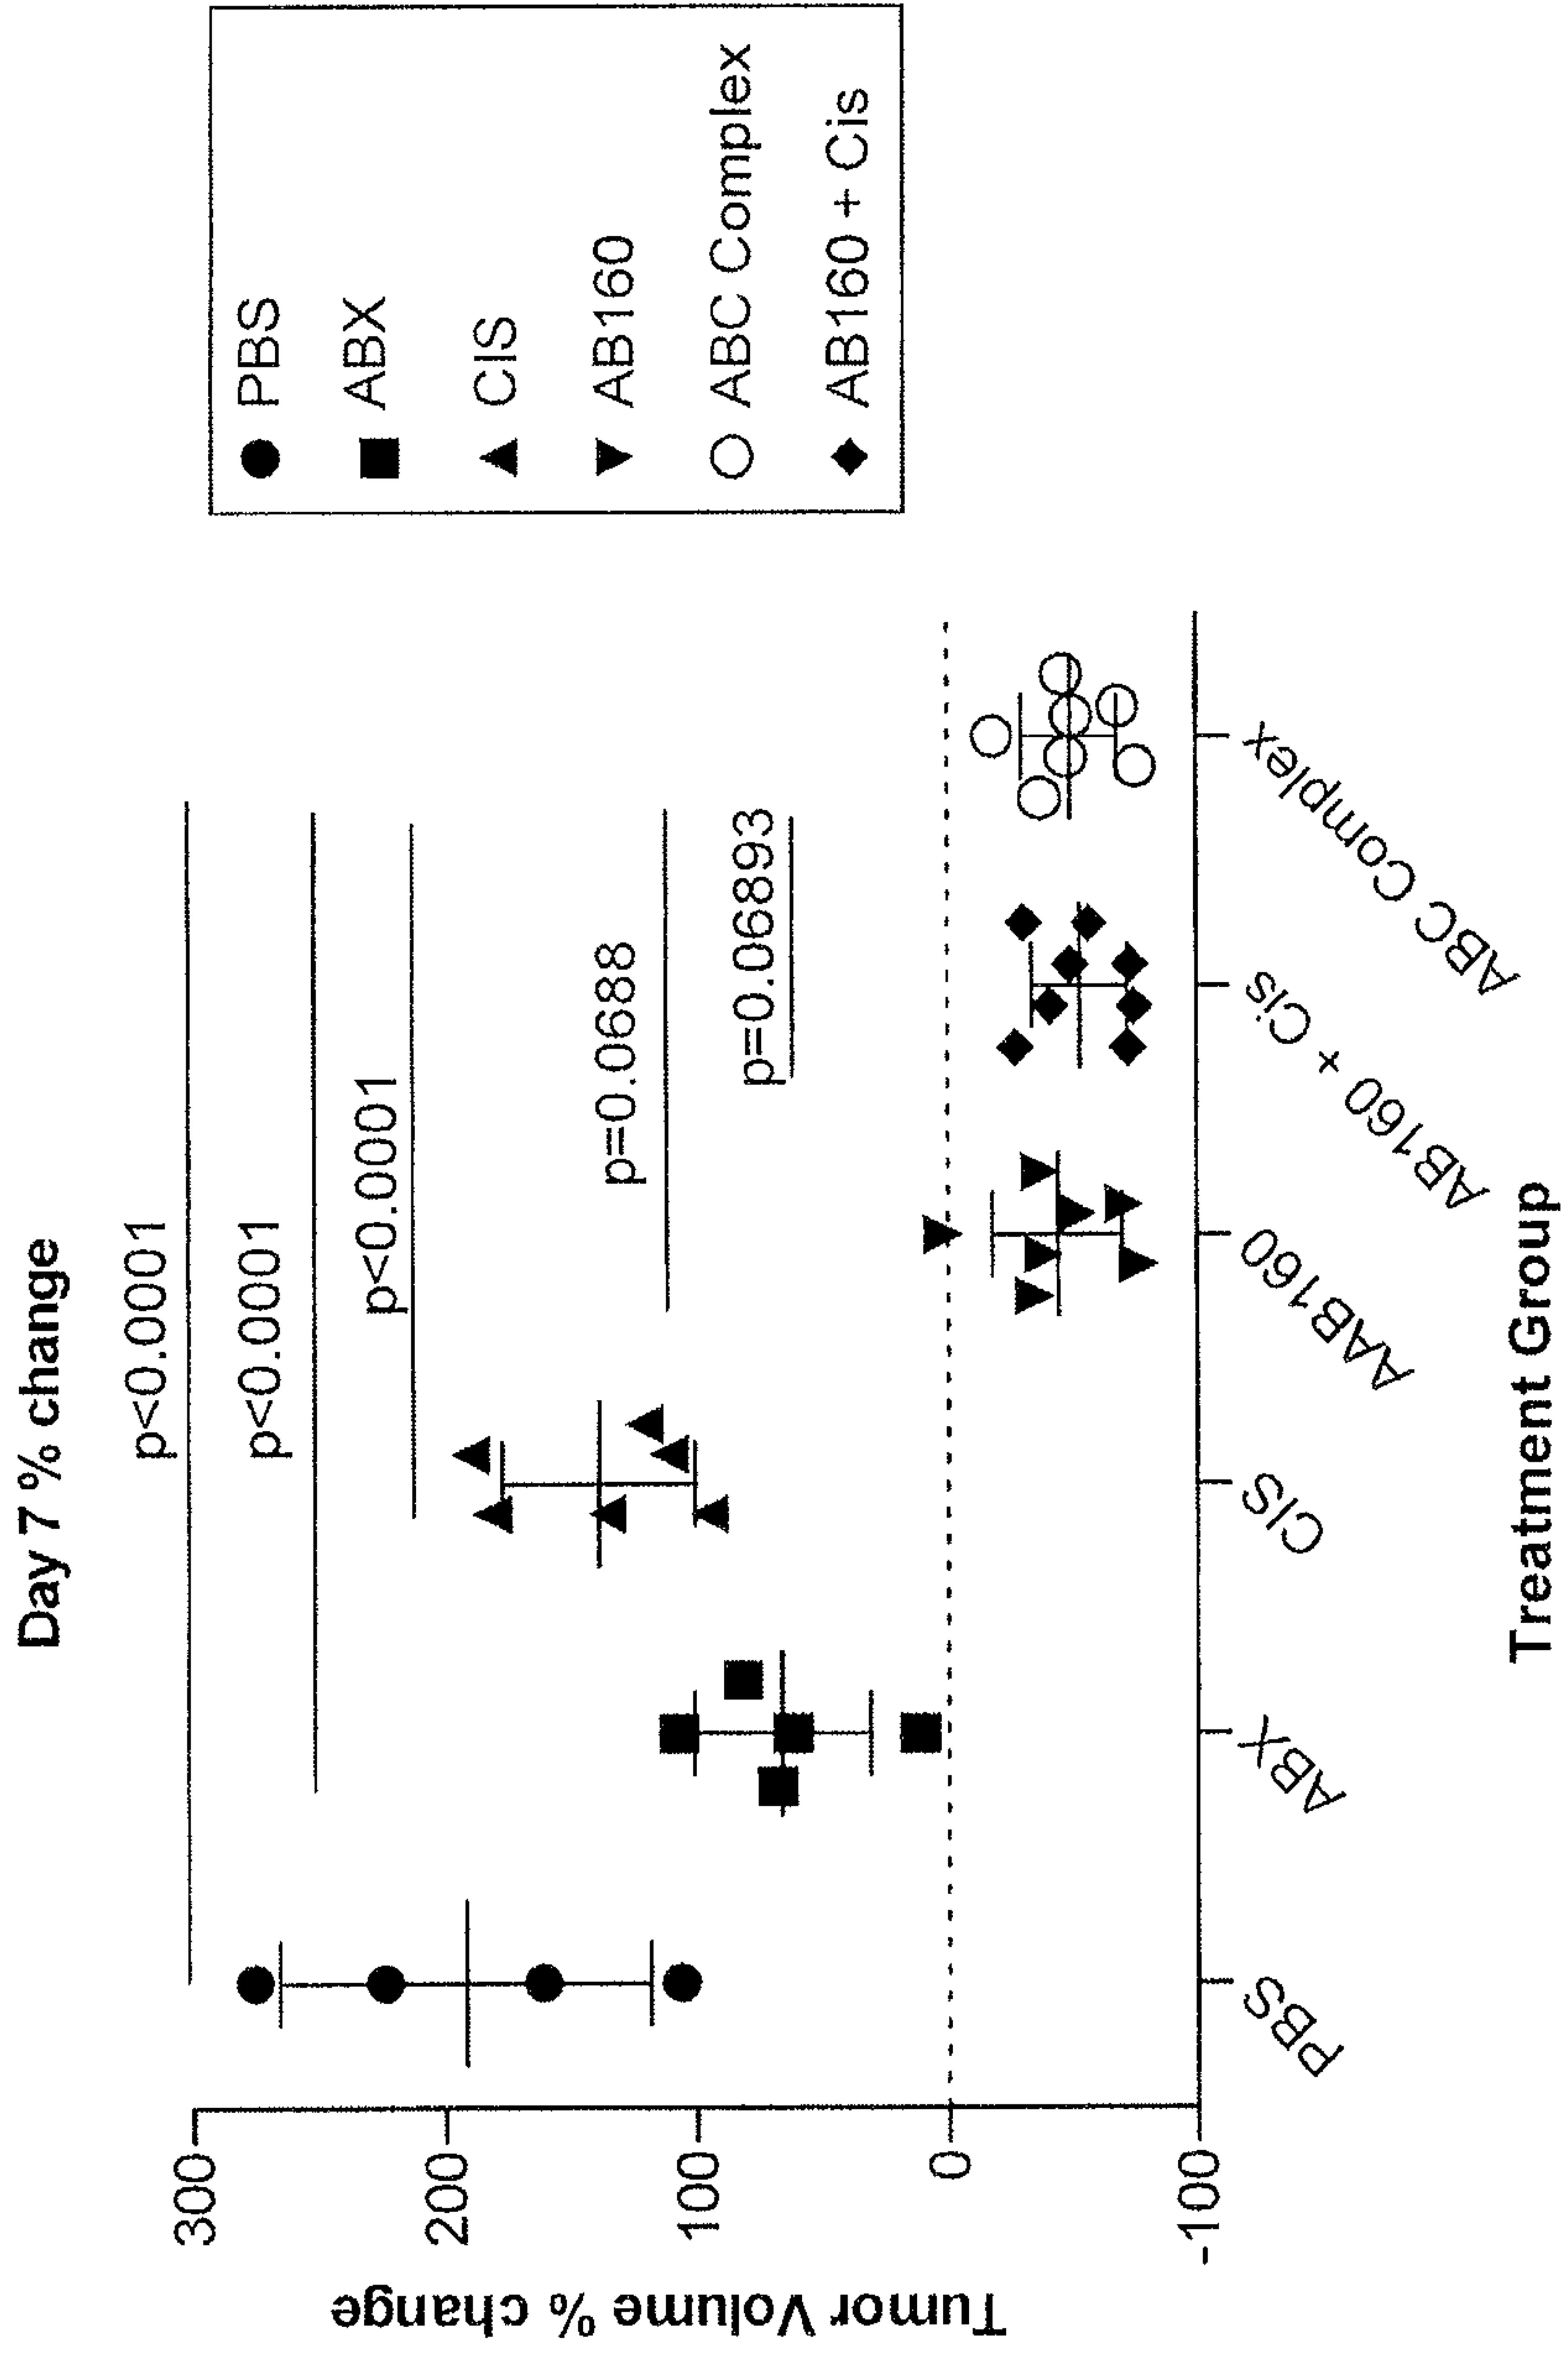 Day 7 % change
p<0.0001
p<0.0001
p<0.0001
p=0.0688
p=0.06893
300
200
100
0
-100
Tumor Volume % change
PBS
ABX
CIS
AAB160
AB160 + Cis
ABC Complex
Treatment Group
PBS
ABX
CIS
AB160
ABC Complex
AB160 + Cis